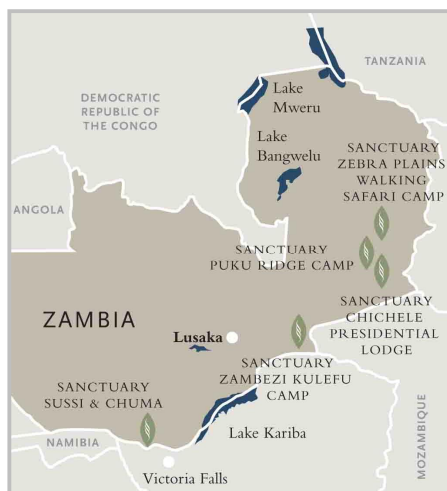 TANZANIA
DEMOCRATIC
REPUBLIC OF
THE CONGO
Lake
Mweru
Lake
Bangwelu
SANCTUARY
ZEBRA PLAINS
WALKING
SAFARI CAMP
ANGOLA
SANCTUARY
PUKU RIDGE CAMP
SANCTUARY
CHICHELE
PRESIDENTIAL
LODGE
ZAMBIA
Lusaka
SANCTUARY
ZAMBEZI KULEFU
CAMP
SANCTUARY
SUSSI & CHUMA
Lake Kariba
NAMIBIA
Victoria Falls
MOZAMBIQUE